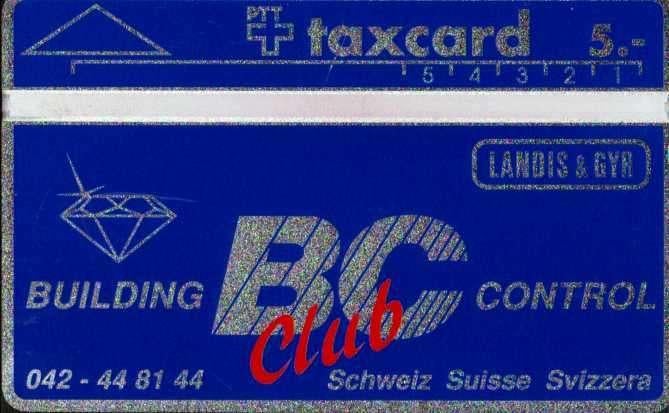 PTT taxcard 5.-
5 4 3 2 1
LANDIS & GYR
BC
BUILDING CONTROL
Club
042 - 44 81 44 Schweiz Suisse Svizzera